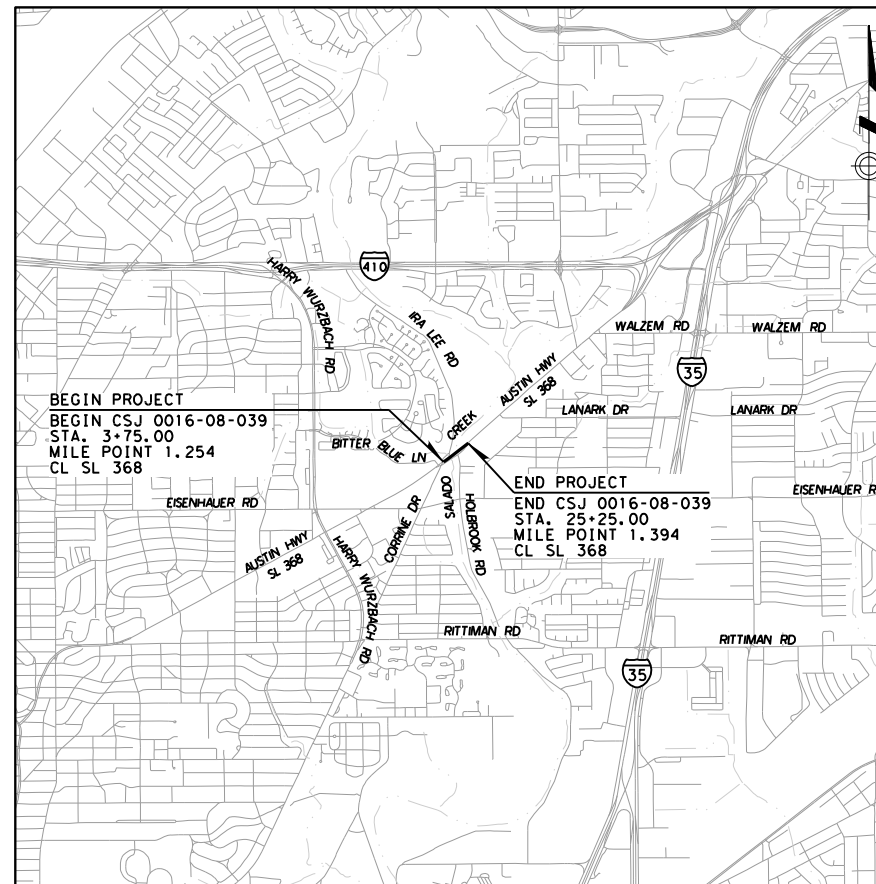 410
HARRY WURZBACH RD
IRA LEE RD
WALZEM RD
WALZEM RD
AUSTIN HWY
SL 368
35
LANARK DR
LANARK DR
BEGIN PROJECT
BEGIN CSJ 0016-08-039
STA. 3+75.00
MILE POINT 1.254
CL SL 368
CREEK
BITTER BLUE LN
SALADO
END PROJECT
END CSJ 0016-08-039
STA. 25+25.00
MILE POINT 1.394
CL SL 368
EISENHAUER RD
EISENHAUER R
HOLBROOK RD
CORRINE DR
AUSTIN HWY
SL 368
HARRY WURZBACH RD
RITTIMAN RD
RITTIMAN RD
35